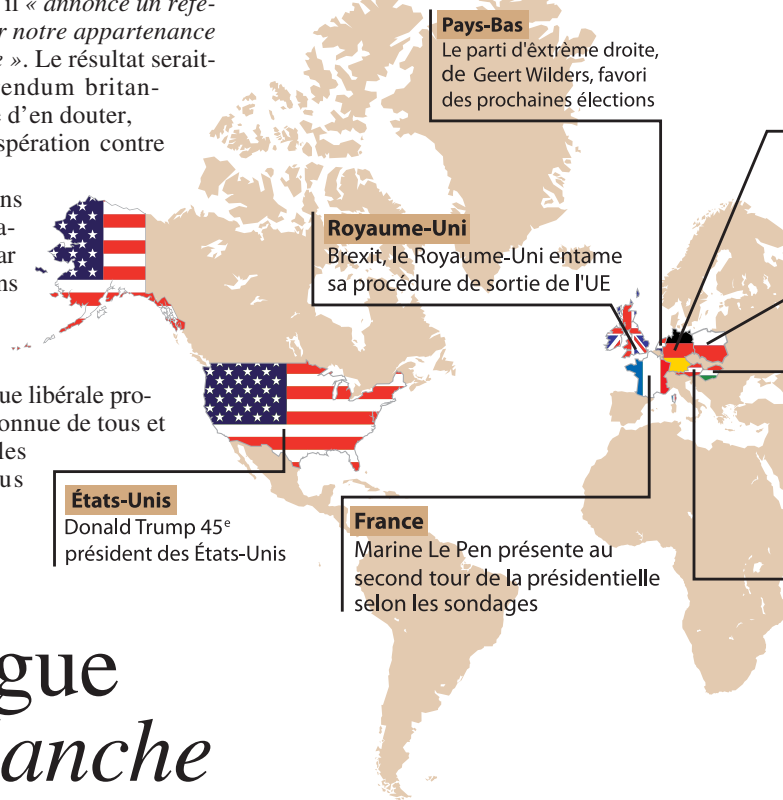 il « annonce un réfé-
r notre appartenance
e ». Le résultat serait-
endum britan-
e d'en douter,
spération contre
ns
a-
ar
ns
ue libérale pro-
onnue de tous et
les
us
Pays-Bas
Le parti d'êxtrème droite,
de Geert Wilders, favori
des prochaines élections
Royaume-Uni
Brexit, le Royaume-Uni entame
sa procédure de sortie de l'UE
États-Unis
Donald Trump 45e
président des États-Unis
France
Marine Le Pen présente au
second tour de la présidentielle
selon les sondages
gue
anche